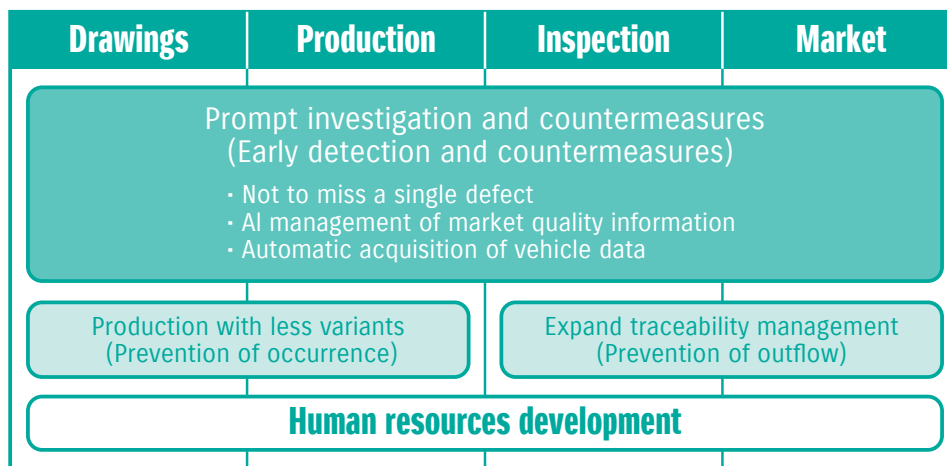 Drawings Production Inspection Market
Prompt investigation and countermeasures
(Early detection and countermeasures)
・Not to miss a single defect
・AI management of market quality information
・Automatic acquisition of vehicle data
Production with less variants
(Prevention of occurrence)
Expand traceability management
(Prevention of outflow)
Human resources development